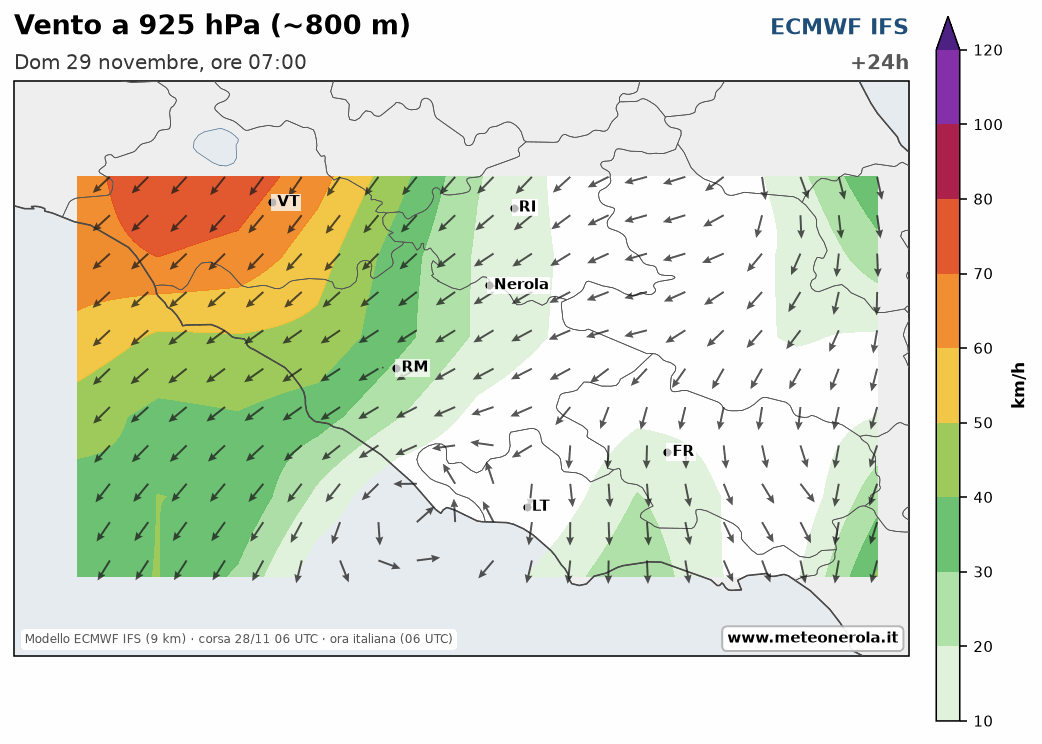 Vento a 925 hPa (~800 m)
ECMWF IFS
Dom 29 novembre, ore 07:00
+24h
VT
RI
Nerola
RM
FR
LT
Modello ECMWF IFS (9 km) · corsa 28/11 06 UTC · ora italiana (06 UTC)
www.meteonerola.it
120
100
80
70
60
50
40
30
20
10
km/h